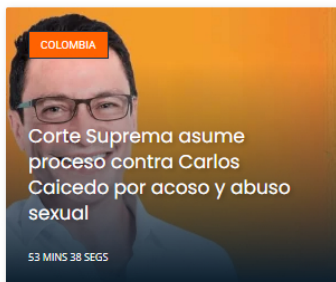 COLOMBIA
Corte Suprema asume
proceso contra Carlos
Caicedo por acoso y abuso
sexual
53 MINS 38 SEGS